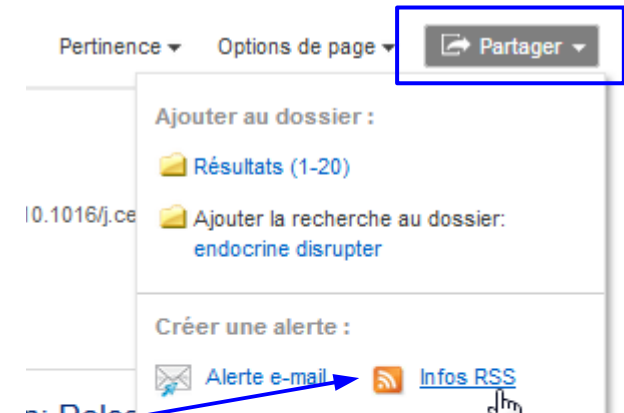 Pertinence Options de page Partager
Ajouter au dossier :
Résultats (1-20)
10.1016/j.ce
Ajouter la recherche au dossier:
endocrine disrupter
Créer une alerte :
Alerte e-mail Infos RSS